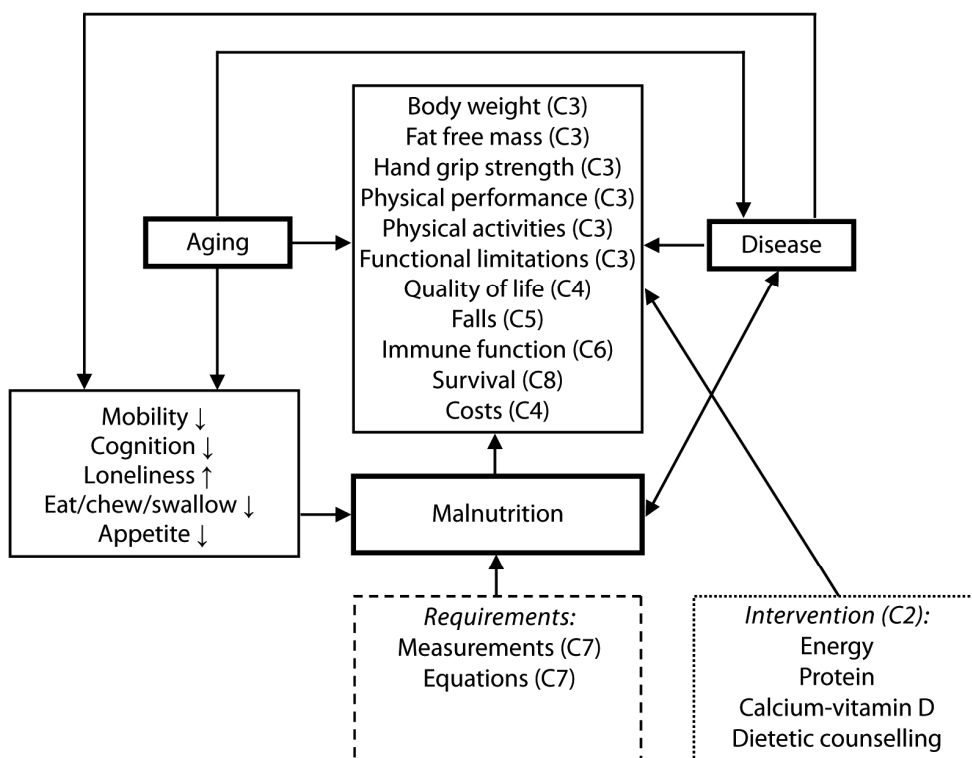 Body weight (C3)
Fat free mass (C3)
Hand grip strength (C3)
Physical performance (C3)
Physical activities (C3)
Functional limitations (C3)
Quality of life (C4)
Falls (C5)
Immune function (C6)
Survival (C8)
Costs (C4)
Aging
Disease
Mobility ↓
Cognition ↓
Loneliness ↑
Eat/chew/swallow ↓
Appetite ↓
Malnutrition
Requirements:
Measurements (C7)
Equations (C7)
Intervention (C2):
Energy
Protein
Calcium-vitamin D
Dietetic counselling